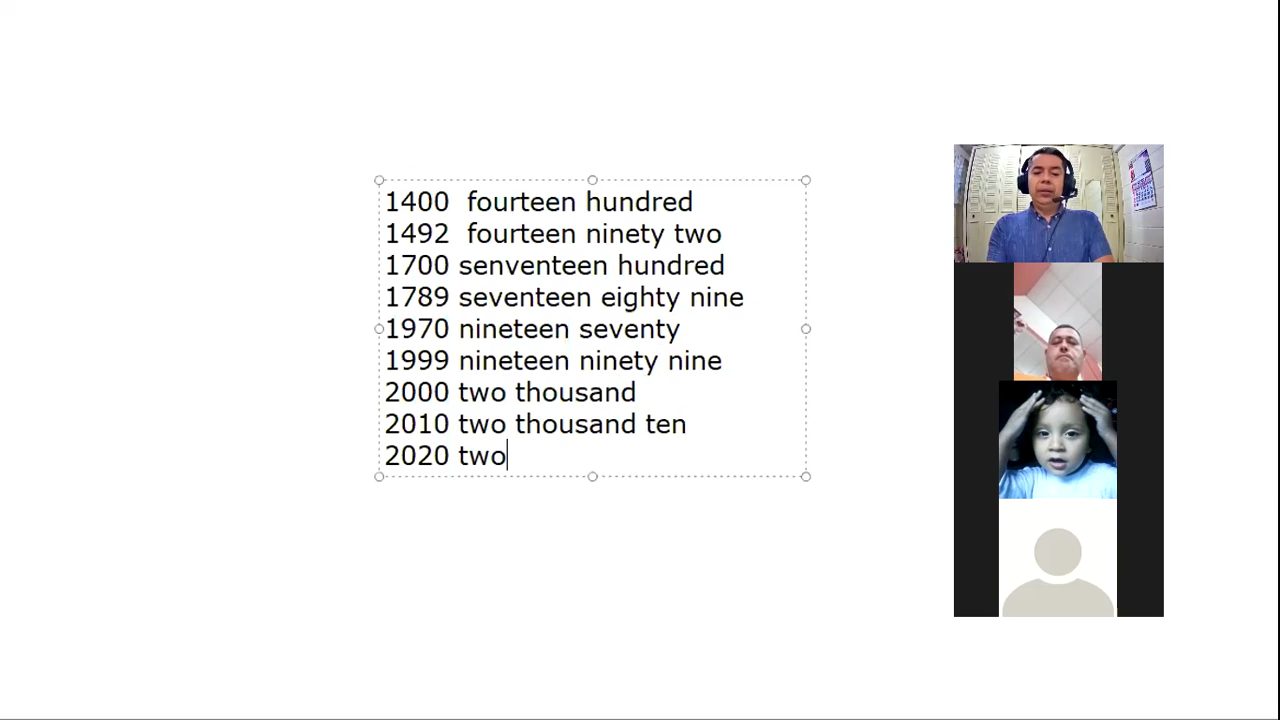 1400 fourteen hundred
1492 fourteen ninety two
1700 senventeen hundred
1789 seventeen eighty nine
1970 nineteen seventy
1999 nineteen ninety nine
2000 two thousand
2010 two thousand ten
2020 two